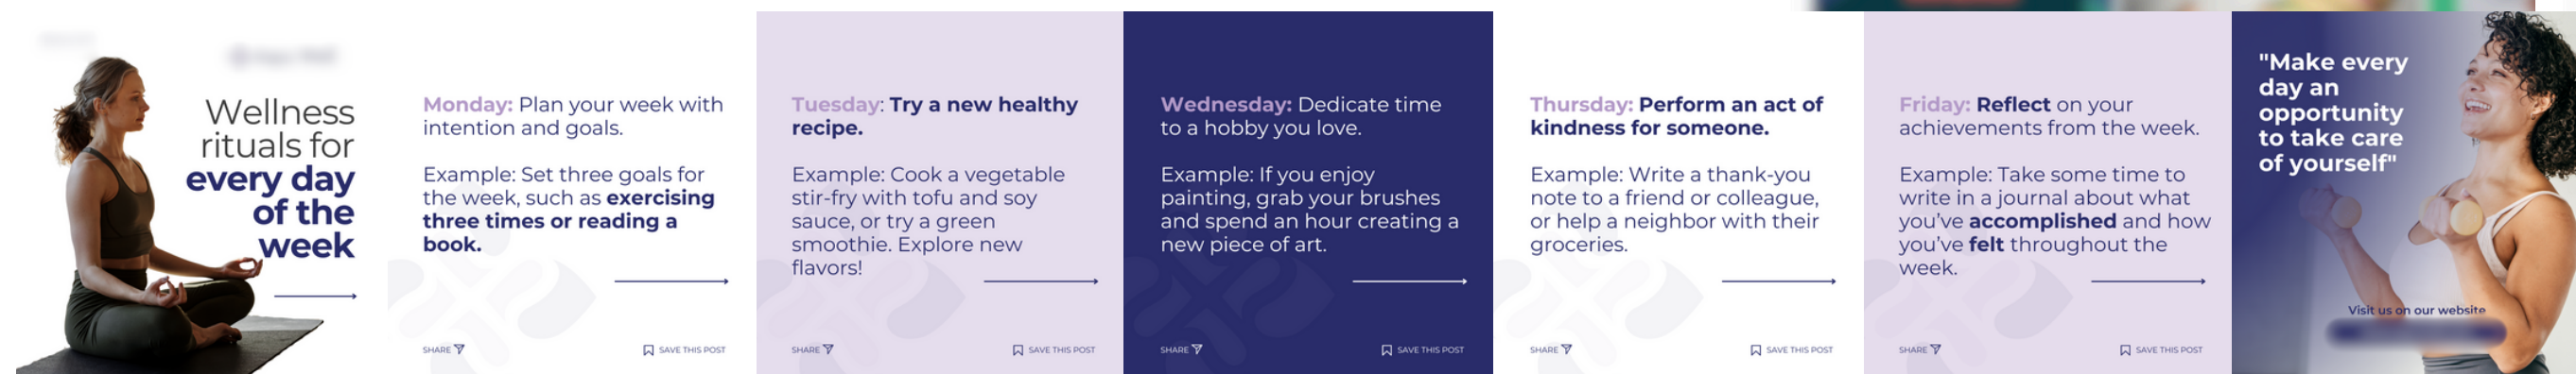 Wellness
rituals for
every day
of the
week
Monday: Plan your week with
intention and goals.
Example: Set three goals for
the week, such as exercising
three times or reading a
book.
SHARE
SAVE THIS POST
Tuesday: Try a new healthy
recipe.
Example: Cook a vegetable
stir-fry with tofu and soy
sauce, or try a green
smoothie. Explore new
flavors!
SHARE
SAVE THIS POST
Wednesday: Dedicate time
to a hobby you love.
Example: If you enjoy
painting, grab your brushes
and spend an hour creating a
new piece of art.
SHARE
SAVE THIS POST
Thursday: Perform an act of
kindness for someone.
Example: Write a thank-you
note to a friend or colleague,
or help a neighbor with their
groceries.
SHARE
SAVE THIS POST
Friday: Reflect on your
achievements from the week.
Example: Take some time to
write in a journal about what
you've accomplished and how
you've felt throughout the
week.
SHARE
SAVE THIS POST
"Make every
day an
opportunity
to take care
of yourself"
Visit us on our website